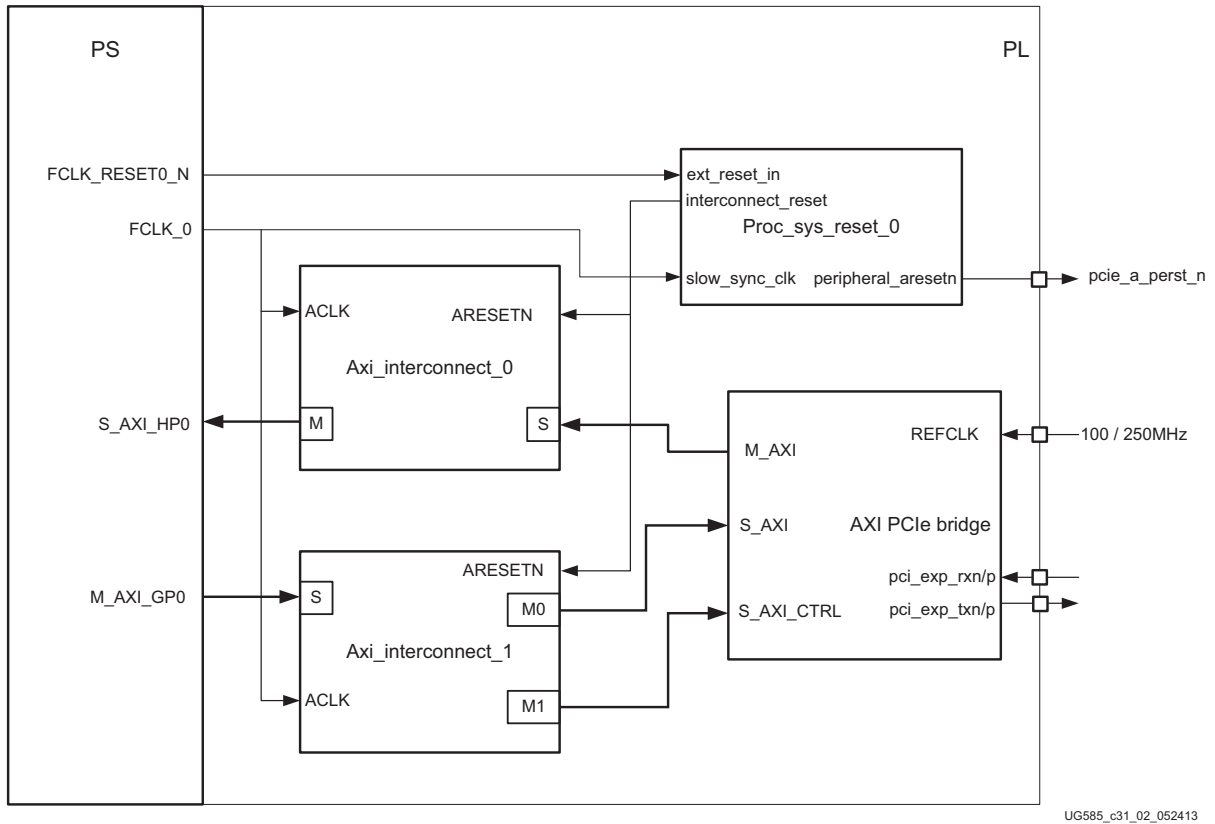 PS
PL
FCLK_RESET0_N
ext_reset_in
interconnect_reset
FCLK_0
Proc_sys_reset_0
slow_sync_clk
peripheral_aresetn
pcie_a_perst_n
ACLK
ARESETN
Axi_interconnect_0
S_AXI_HP0
M
S
M_AXI
REFCLK
100 / 250MHz
S_AXI
AXI PCIe bridge
ARESETN
pci_exp_rxn/p
M_AXI_GP0
S
M0
S_AXI_CTRL
pci_exp_txn/p
Axi_interconnect_1
ACLK
M1
UG585_c31_02_052413